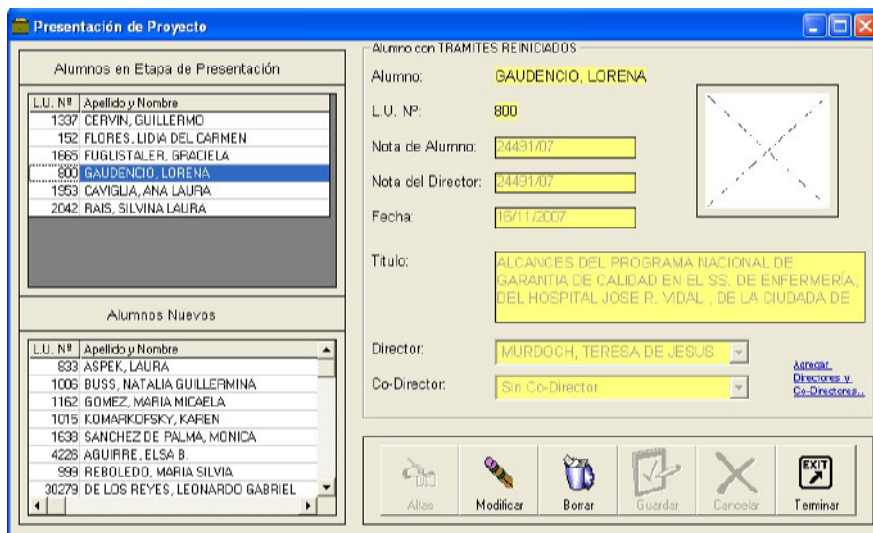 Presentación de Proyecto
Alumnos en Etapa de Presentación
L.U. Nº Apellido y Nombre
1337 CERVIN, GUILLERMO
152 FLORES, LIDIA DEL CARMEN
1665 FUGLISTALER, GRACIELA
800 GAUDENCIO, LORENA
1953 CAVIGLIA, ANA LAURA
2042 RAIS, SILVINA LAURA
Alumnos Nuevos
L.U. Nº Apellido y Nombre
833 ASPEK, LAURA
1006 BUSS, NATALIA GUILLERMINA
1162 GOMEZ, MARIA MICAELA
1015 KOMARKOFSKY, KAREN
1638 SANCHEZ DE PALMA, MONICA
4226 AGUIRRE, ELSA B.
999 REBOLEDO, MARIA SILVIA
30279 DE LOS REYES, LEONARDO GABRIEL
Alumno con TRAMITES REINICIADOS
Alumno: GAUDENCIO, LORENA
L.U. Nº: 800
Nota de Alumno: 24491/07
Nota del Director: 24491/07
Fecha: 16/11/2007
Titulo: ALCANCES DEL PROGRAMA NACIONAL DE
GARANTIA DE CALIDAD EN EL SS. DE ENFERMERÍA,
DEL HOSPITAL JOSE R. VIDAL , DE LA CIUDADA DE
Director: MURDOCH, TERESA DE JESUS
Co-Director: Sin Co-Director
Agregar
Directores y
Co-Directores..
Altas Modificar Borrar Guardar Cancelar EXIT Terminar